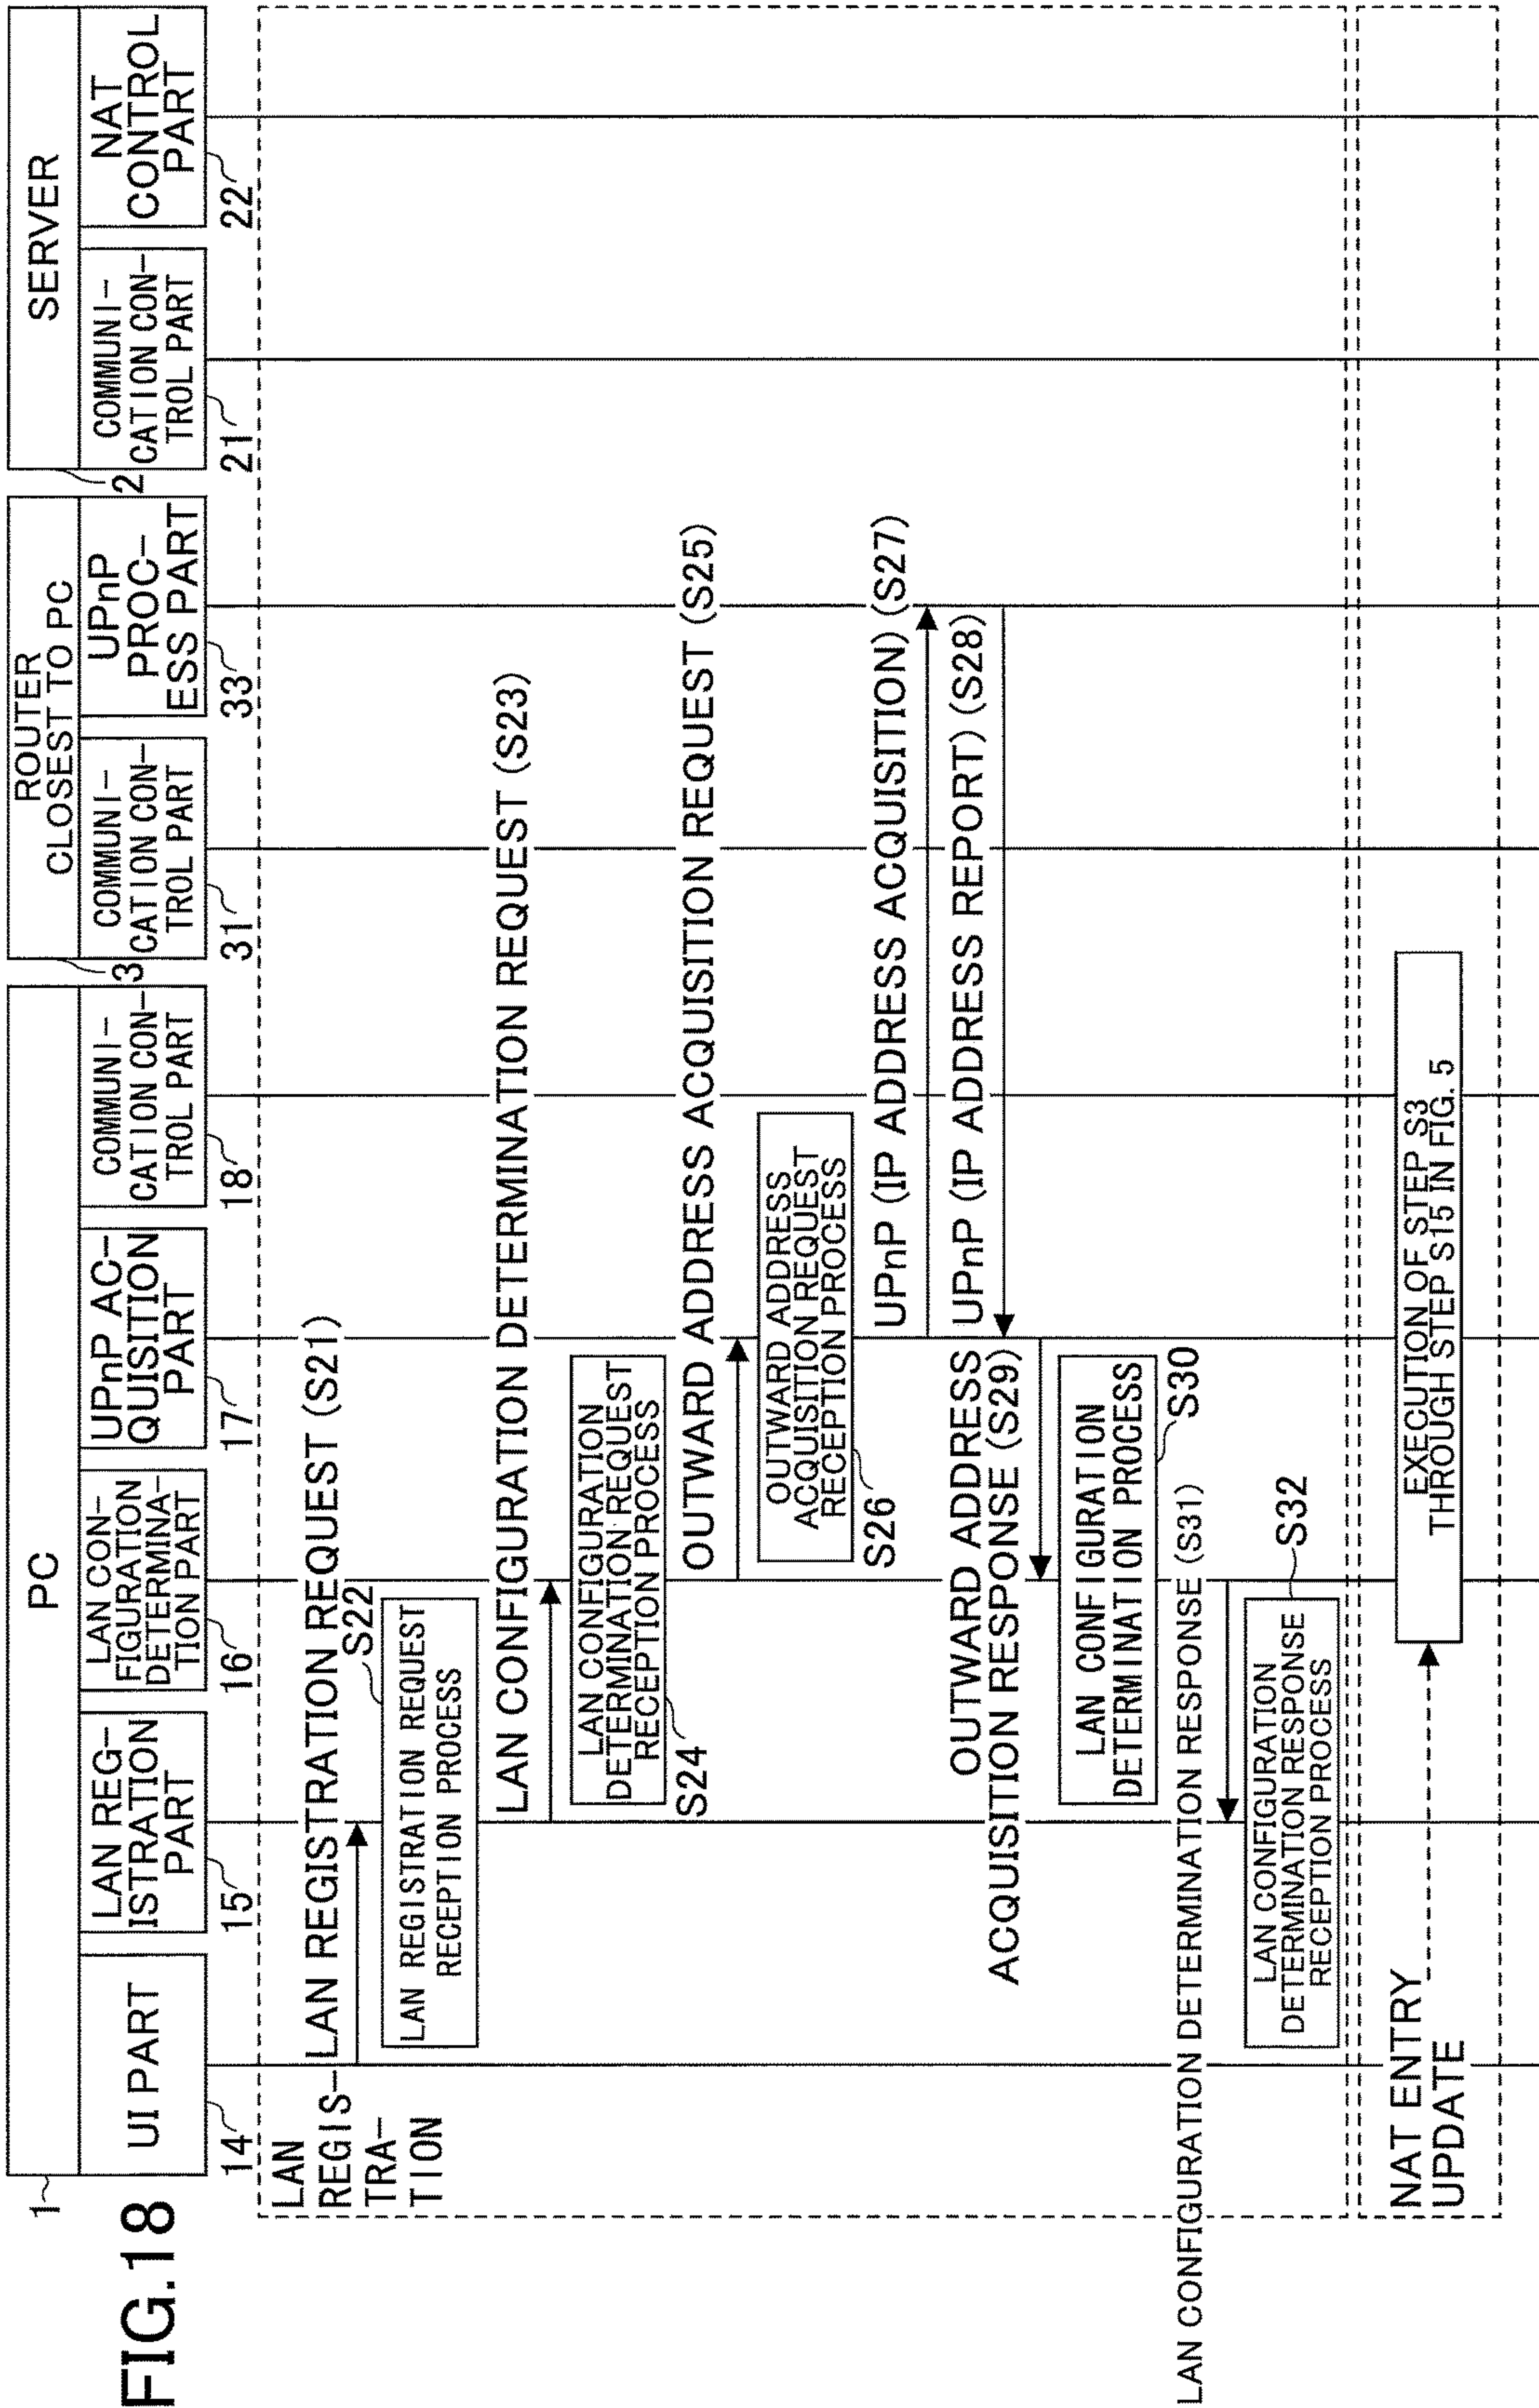 FIG.18
1
PC
UI PART
14
LAN REG-
ISTRATION
PART
15
LAN CON-
FIGURATION
DETERMINA-
TION PART
16
UPnP AC-
QUISITION
PART
17
COMMUNI-
CATION CON-
TROL PART
18
3
ROUTER
CLOSEST TO PC
COMMUNI-
CATION CON-
TROL PART
31
UPnP
PROC-
ESS PART
33
2
SERVER
COMMUNI-
CATION CON-
TROL PART
21
NAT
CONTROL
PART
22
LAN
REGIS-
TRA-
TION
LAN REGISTRATION REQUEST (S21)
S22
LAN REGISTRATION REQUEST
RECEPTION PROCESS
LAN CONFIGURATION DETERMINATION REQUEST (S23)
LAN CONFIGURATION
DETERMINATION REQUEST
RECEPTION PROCESS
S24
OUTWARD ADDRESS ACQUISITION REQUEST (S25)
OUTWARD ADDRESS
ACQUISITION REQUEST
RECEPTION PROCESS
S26
UPnP (IP ADDRESS ACQUISITION) (S27)
UPnP (IP ADDRESS REPORT) (S28)
OUTWARD ADDRESS
ACQUISITION RESPONSE (S29)
LAN CONFIGURATION
DETERMINATION PROCESS
S30
LAN CONFIGURATION DETERMINATION RESPONSE (S31)
LAN CONFIGURATION
DETERMINATION RESPONSE
RECEPTION PROCESS
S32
NAT ENTRY
UPDATE
EXECUTION OF STEP S3
THROUGH STEP S15 IN FIG. 5